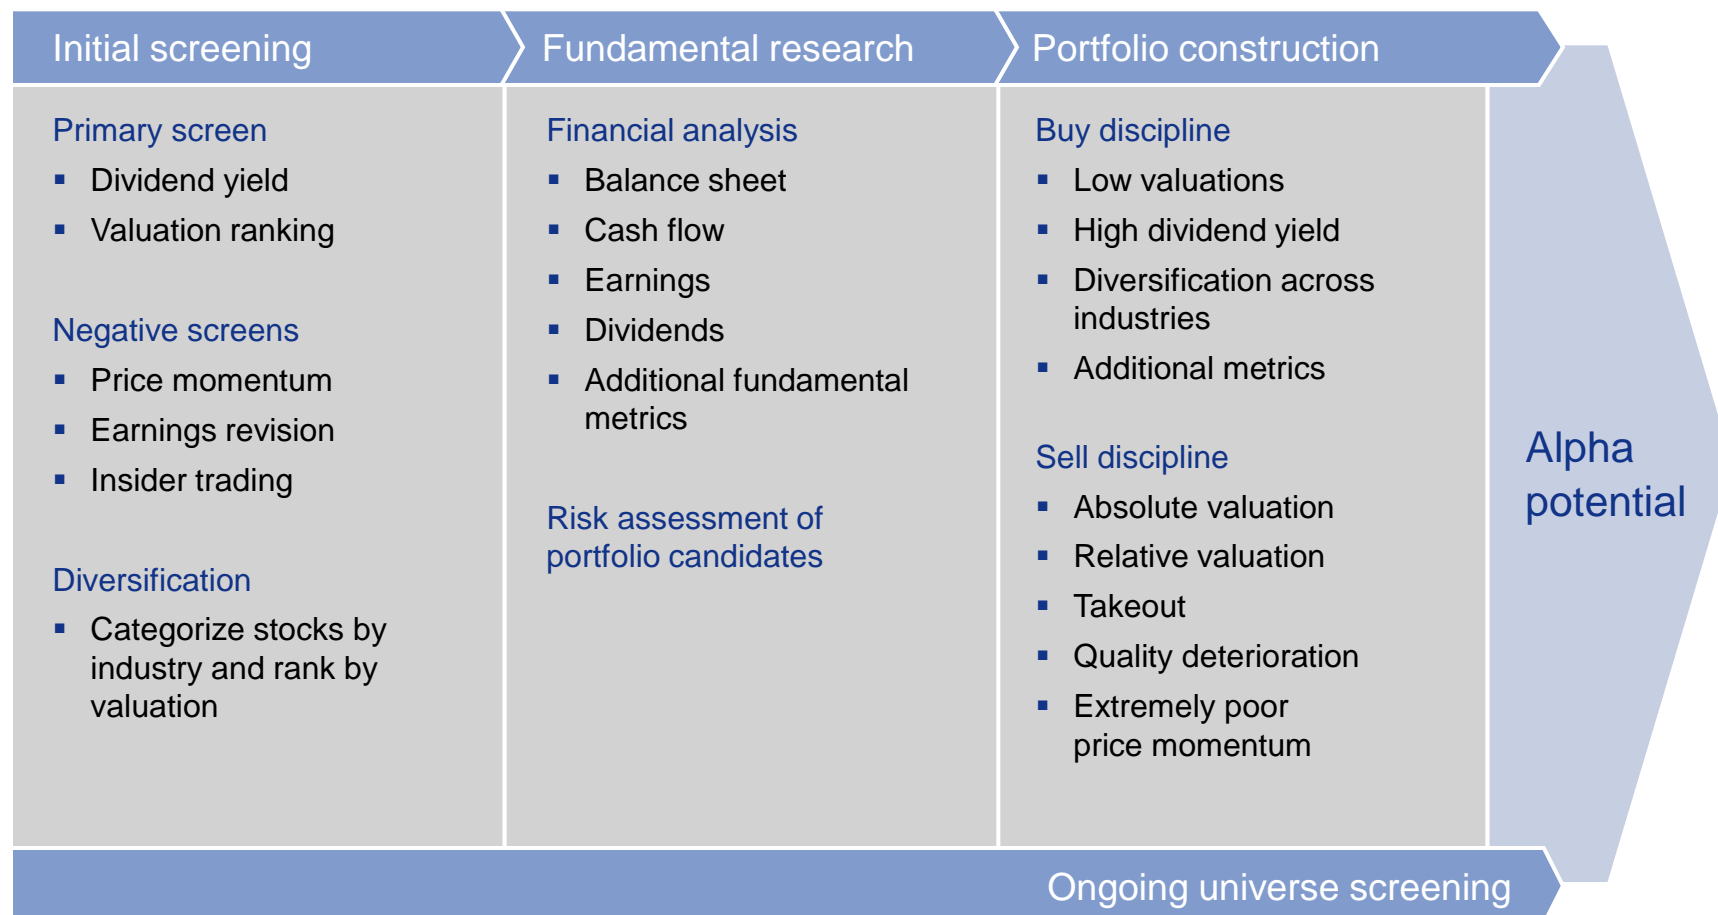 Initial screening
Fundamental research
Portfolio construction
Primary screen
▪ Dividend yield
▪ Valuation ranking
Negative screens
▪ Price momentum
▪ Earnings revision
▪ Insider trading
Diversification
▪ Categorize stocks by
industry and rank by
valuation
Financial analysis
▪ Balance sheet
▪ Cash flow
▪ Earnings
▪ Dividends
▪ Additional fundamental
metrics
Risk assessment of
portfolio candidates
Buy discipline
▪ Low valuations
▪ High dividend yield
▪ Diversification across
industries
▪ Additional metrics
Sell discipline
▪ Absolute valuation
▪ Relative valuation
▪ Takeout
▪ Quality deterioration
▪ Extremely poor
price momentum
Alpha
potential
Ongoing universe screening